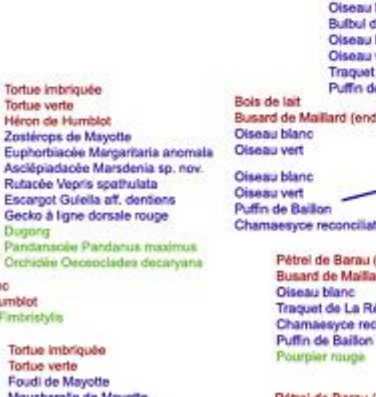 Oiseau
Bulbul d
Oiseau
Oiseau
Traquet
Puffin de
Tortue imbriquée
Tortue verte
Héron de Humblot
Zostérops de Mayotte
Euphorbiacée Margaritaria anomala
Asclépiadacée Marsdenia sp. nov.
Rutacée Vepris spathulata
Escargot Gulella aff. dentiens
Gecko à ligne dorsale rouge
Dugong
Pandanacée Pandanus maximus
Orchidée Oeceoclades decaryana
Bois de lait
Busard de Maillard (end
Oiseau blanc
Oiseau vert
Oiseau blanc
Oiseau vert
Puffin de Baillon
Chamaesyce reconciliat
c
umblot
Fimbristylis
Pétrel de Barau (
Busard de Mailla
Oiseau blanc
Traquet de La Ré
Chamaesyce rec
Puffin de Baillon
Pourpier rouge
Tortue imbriquée
Tortue verte
Foudi de Mayotte